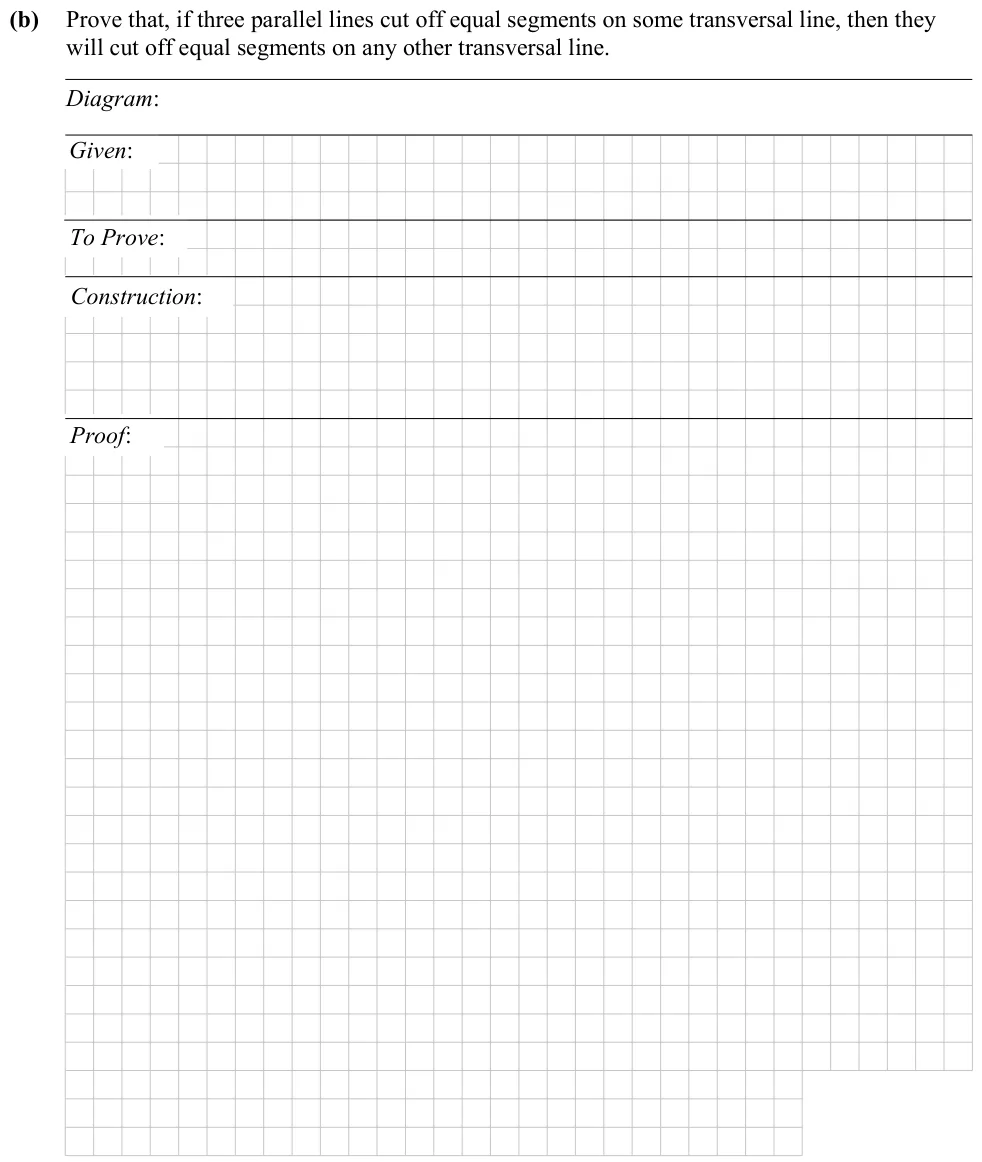 (b) Prove that, if three parallel lines cut off equal segments on some transversal line, then they
will cut off equal segments on any other transversal line.
Diagram:
Given:
To Prove:
Construction:
Proof: